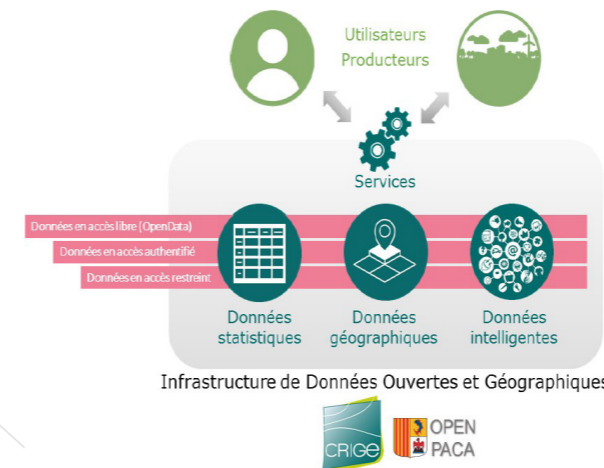 Utilisateurs
Producteurs
Services
Données en accès libre (OpenData)
Données en accès authentifié
Données en accès restreint
Données
statistiques
Données
géographiques
Données
intelligentes
Infrastructure de Données Ouvertes et Géographiques
CRIGE
OPEN
PACA